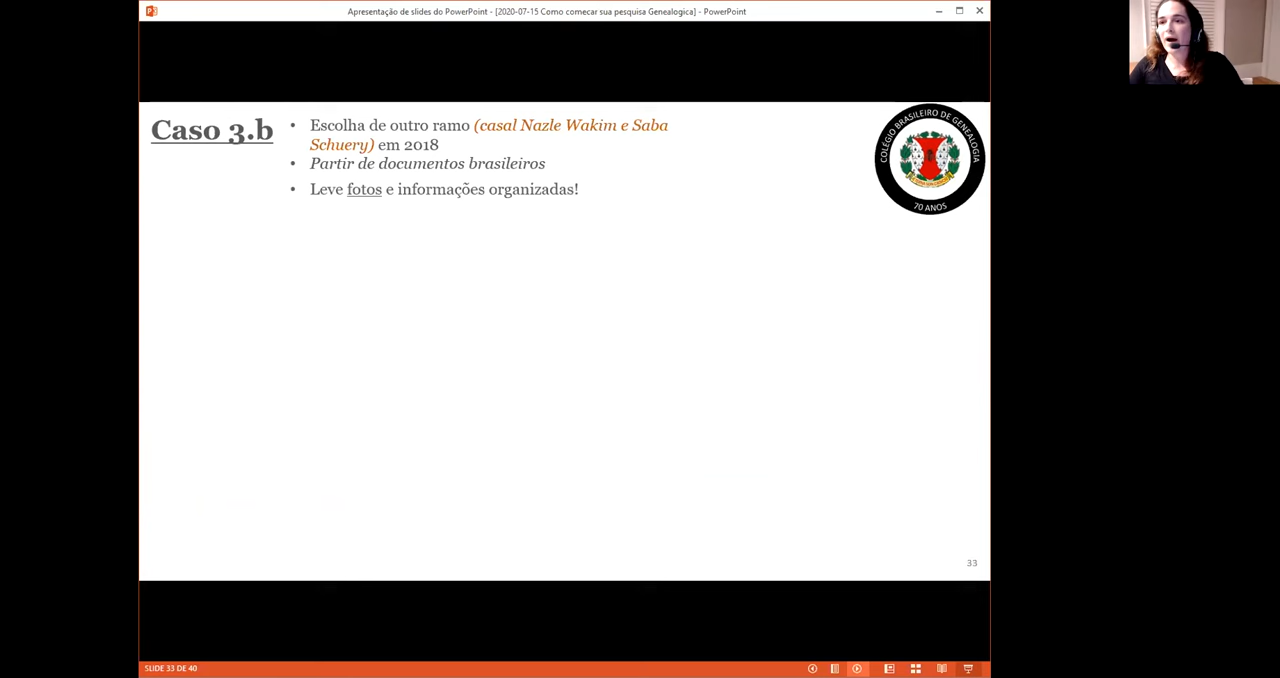 Apresentação de slides do PowerPoint - [2020-07-15 Como comecar sua pesquisa Genealogica] - PowerPoint
Caso 3.b
• Escolha de outro ramo (casal Nazle Wakim e Saba
Schuery) em 2018
• Partir de documentos brasileiros
• Leve fotos e informações organizadas!
COLÉGIO BRASILEIRO DE GENEALOGIA
70 ANOS
33
SLIDE 33 DE 40